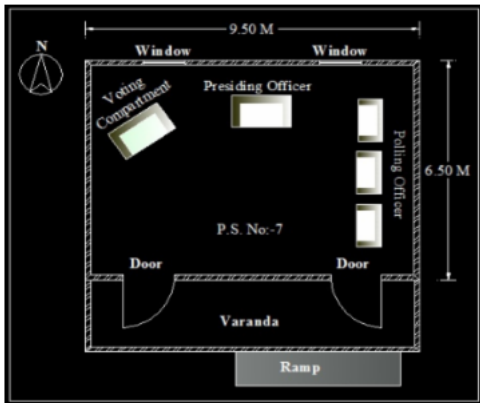 9.50 M
N
Window
Window
Voting
Compartment
Presiding Officer
Polling Officer
6.50 M
P.S. No:-7
Door
Door
Varanda
Ramp